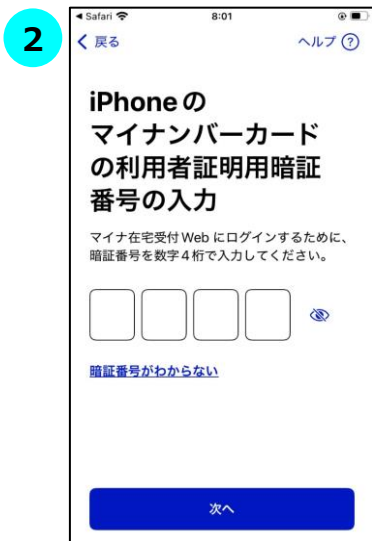 2
◀ Safari 8:01
戻る ヘルプ ?
iPhoneの
マイナンバーカード
の利用者証明用暗証
番号の入力
マイナ在宅受付Webにログインするために、
暗証番号を数字4桁で入力してください。
暗証番号がわからない
次へ